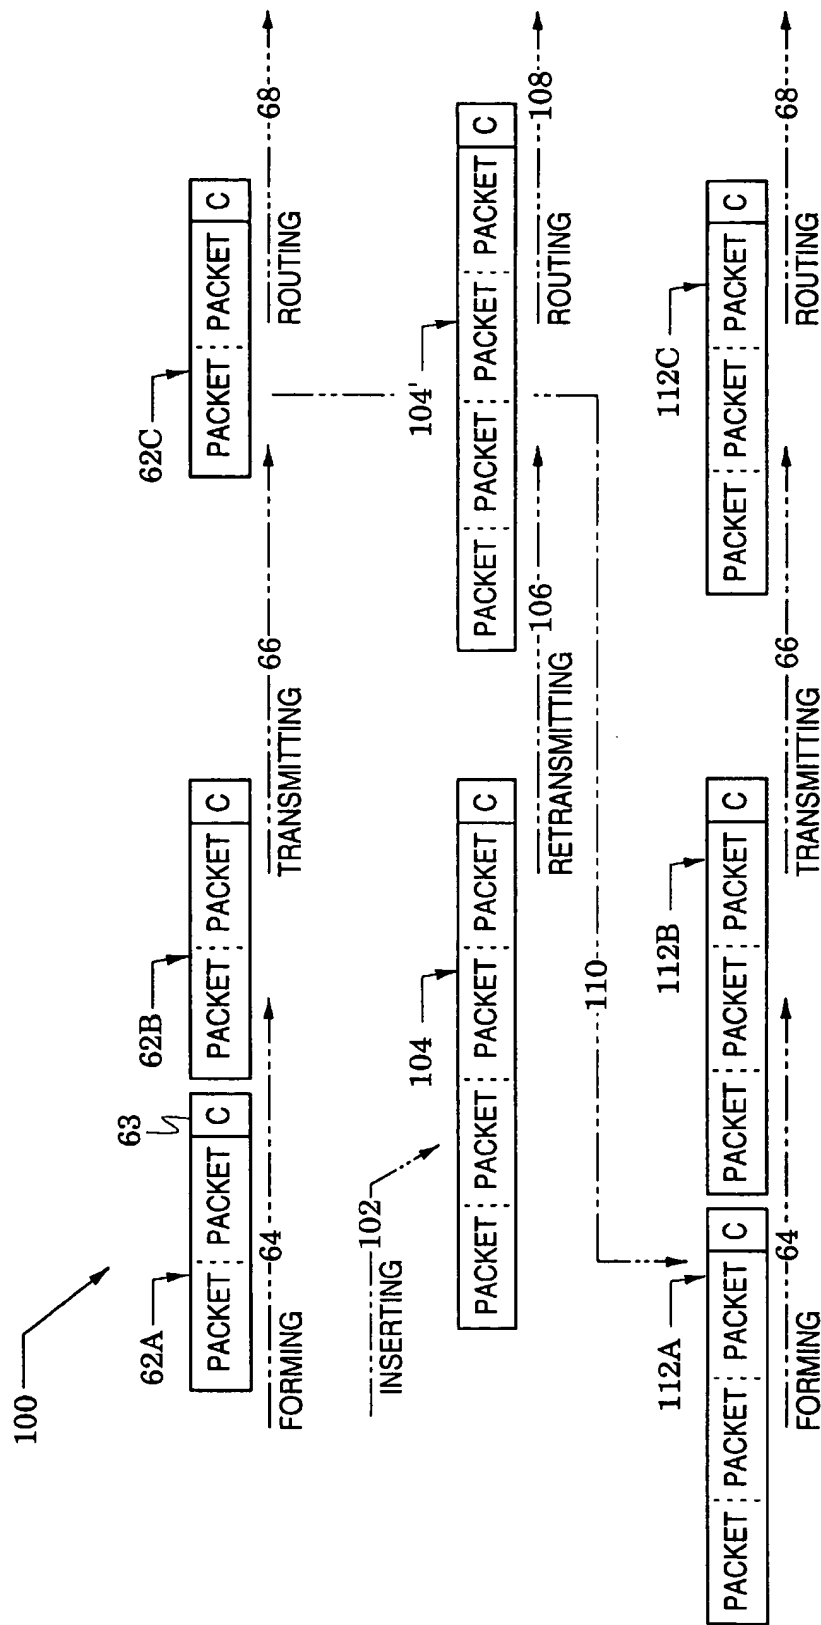 100
62A
63
62B
62C
PACKET PACKET C
PACKET PACKET C
PACKET PACKET C
64
66
68
FORMING
TRANSMITTING
ROUTING
102
INSERTING
104
104'
PACKET PACKET PACKET PACKET C
PACKET PACKET PACKET PACKET C
106
108
RETRANSMITTING
ROUTING
110
112A
112B
112C
PACKET PACKET PACKET C
PACKET PACKET PACKET C
PACKET PACKET PACKET C
64
66
68
FORMING
TRANSMITTING
ROUTING